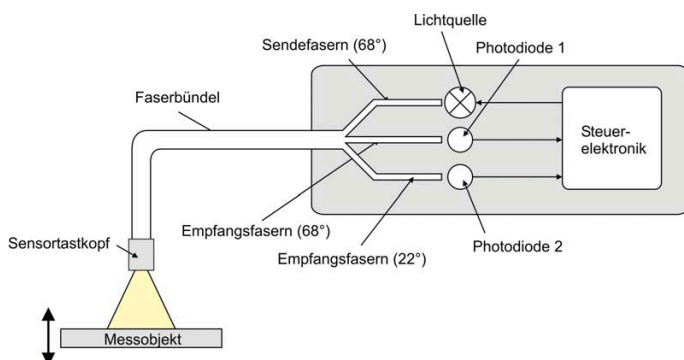 Lichtquelle
Sendefasern (68°)
Photodiode 1
Faserbündel
Steuer-
elektronik
Empfangsfasern (68°)
Sensortastkopf
Empfangsfasern (22°)
Photodiode 2
Messobjekt